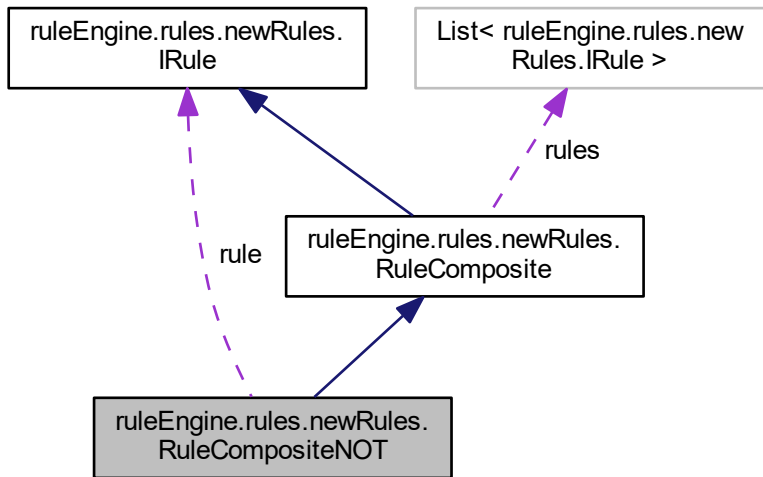 ruleEngine.rules.newRules.
IRule
List< ruleEngine.rules.new
Rules.IRule >
rules
ruleEngine.rules.newRules.
RuleComposite
rule
ruleEngine.rules.newRules.
RuleCompositeNOT